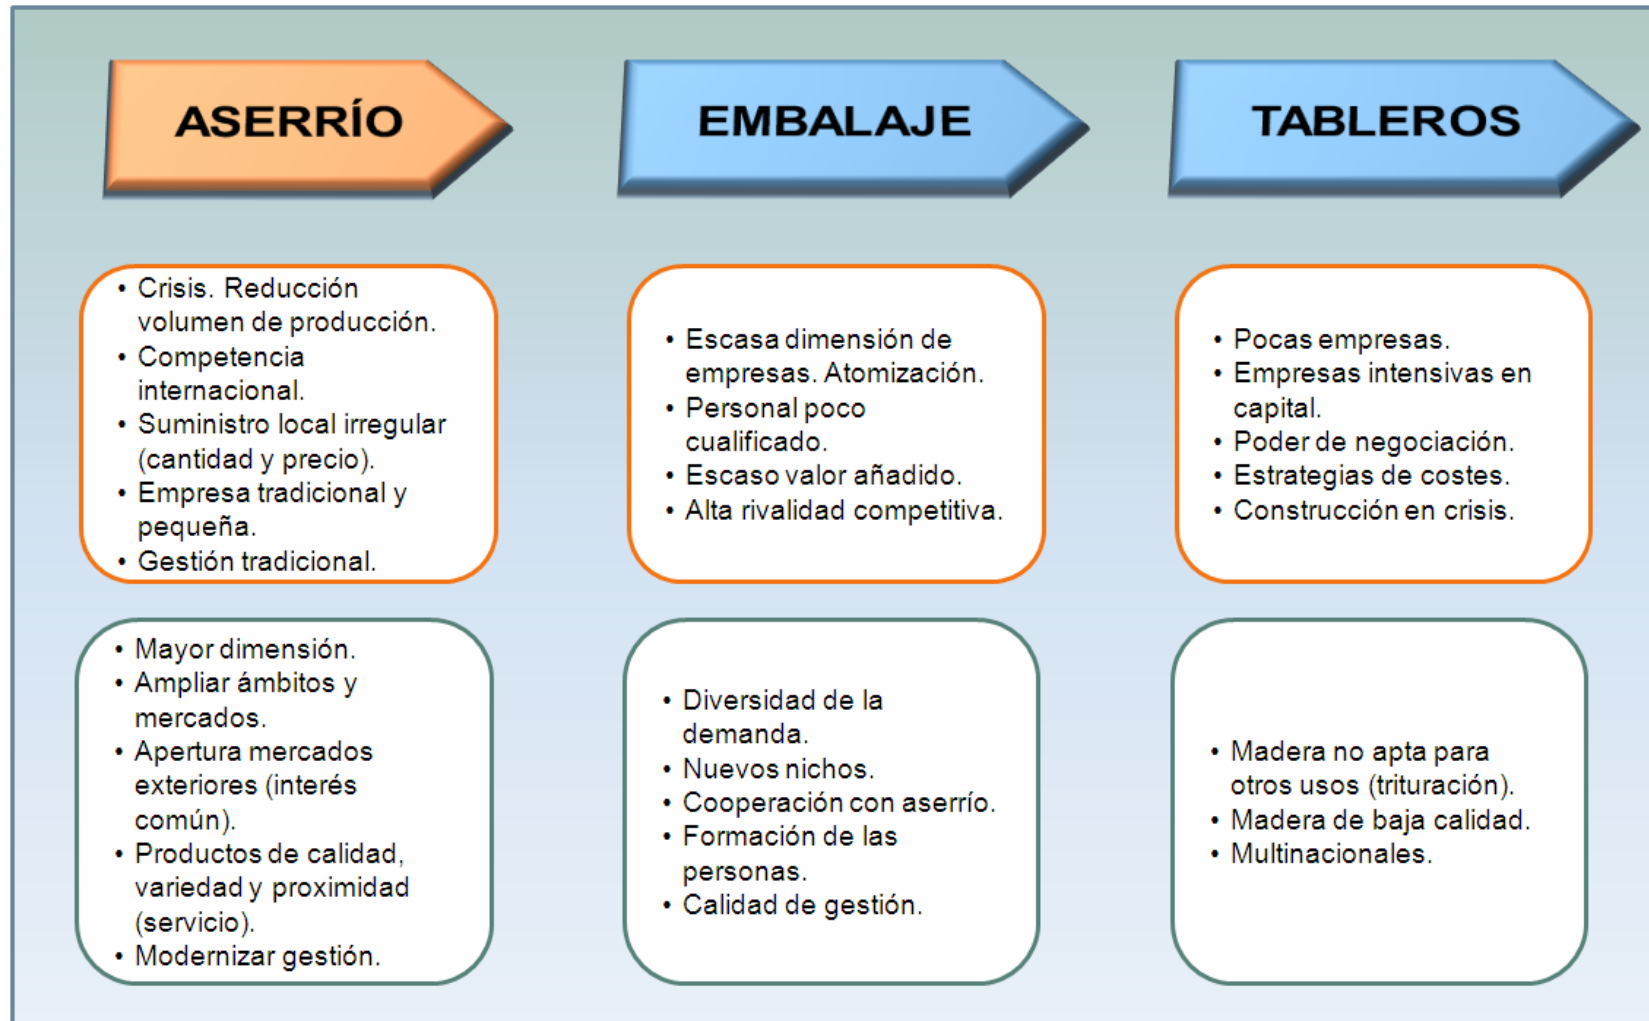 ASERRÍO
EMBALAJE
TABLEROS
• Crisis. Reducción
volumen de producción.
• Competencia
internacional.
• Suministro local irregular
(cantidad y precio).
• Empresa tradicional y
pequeña.
• Gestión tradicional.
• Escasa dimensión de
empresas. Atomización.
• Personal poco
cualificado.
• Escaso valor añadido.
• Alta rivalidad competitiva.
• Pocas empresas.
• Empresas intensivas en
capital.
• Poder de negociación.
• Estrategias de costes.
• Construcción en crisis.
• Mayor dimensión.
• Ampliar ámbitos y
mercados.
• Apertura mercados
exteriores (interés
común).
• Productos de calidad,
variedad y proximidad
(servicio).
• Modernizar gestión.
• Diversidad de la
demanda.
• Nuevos nichos.
• Cooperación con aserrío.
• Formación de las
personas.
• Calidad de gestión.
• Madera no apta para
otros usos (trituración).
• Madera de baja calidad.
• Multinacionales.